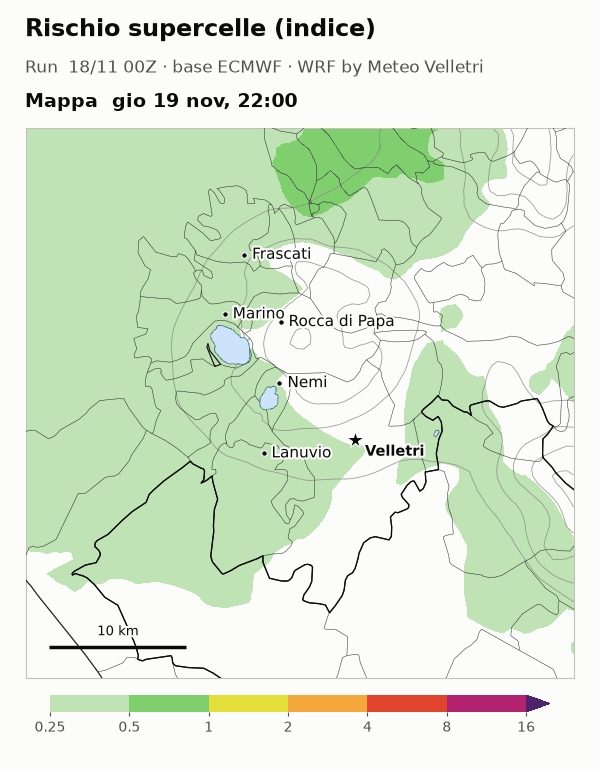 Rischio supercelle (indice)
Run 18/11 00Z · base ECMWF · WRF by Meteo Velletri
Mappa gio 19 nov, 22:00
Frascati
Marino
Rocca di Papa
Nemi
Velletri
Lanuvio
10 km
0.25 0.5 1 2 4 8 16